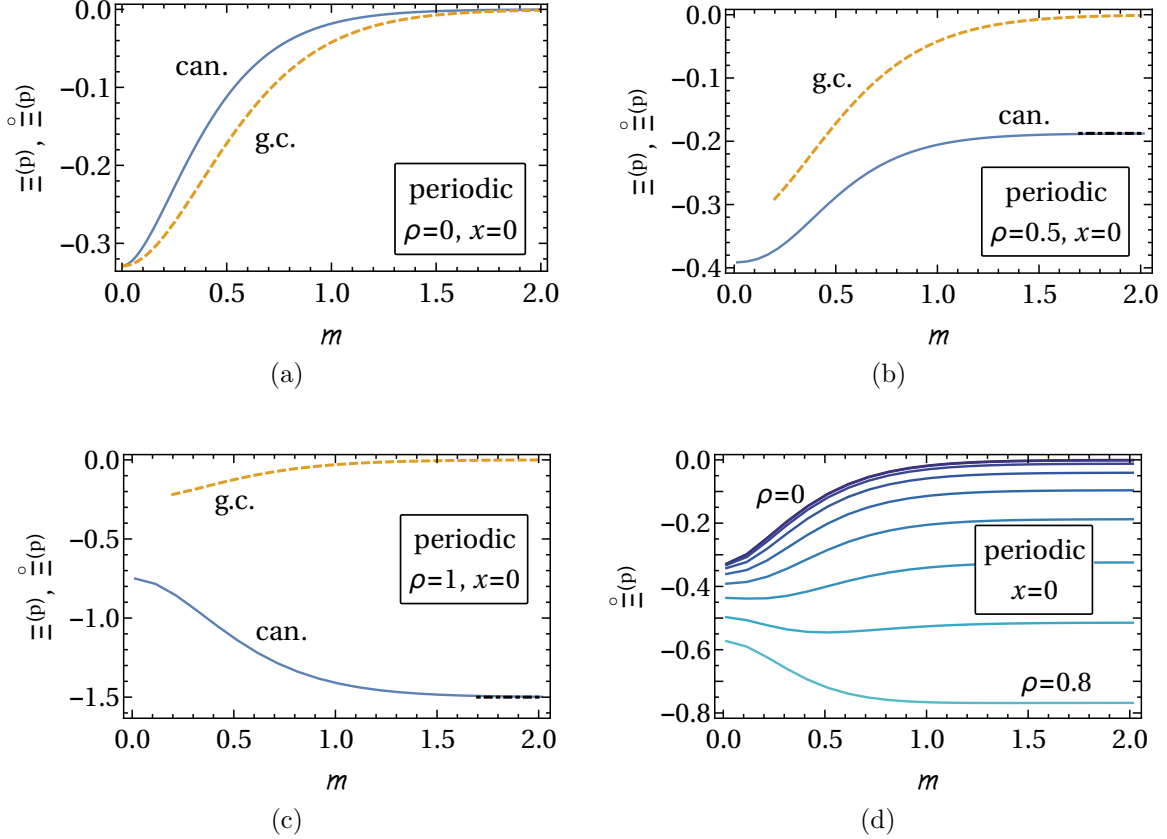 0.0
−0.1
−0.2
−0.3
Ξ(p), Ξ̊(p)
can.
g.c.
periodic
ρ=0, x=0
0.0 0.5 1.0 1.5 2.0
m
(a)
0.0
−0.1
−0.2
−0.3
−0.4
Ξ(p), Ξ̊(p)
g.c.
can.
periodic
ρ=0.5, x=0
0.0 0.5 1.0 1.5 2.0
m
(b)
0.0
−0.5
−1.0
−1.5
Ξ(p), Ξ̊(p)
g.c.
can.
periodic
ρ=1, x=0
0.0 0.5 1.0 1.5 2.0
m
(c)
0.0
−0.2
−0.4
−0.6
−0.8
Ξ̊(p)
ρ=0
periodic
x=0
ρ=0.8
0.0 0.5 1.0 1.5 2.0
m
(d)